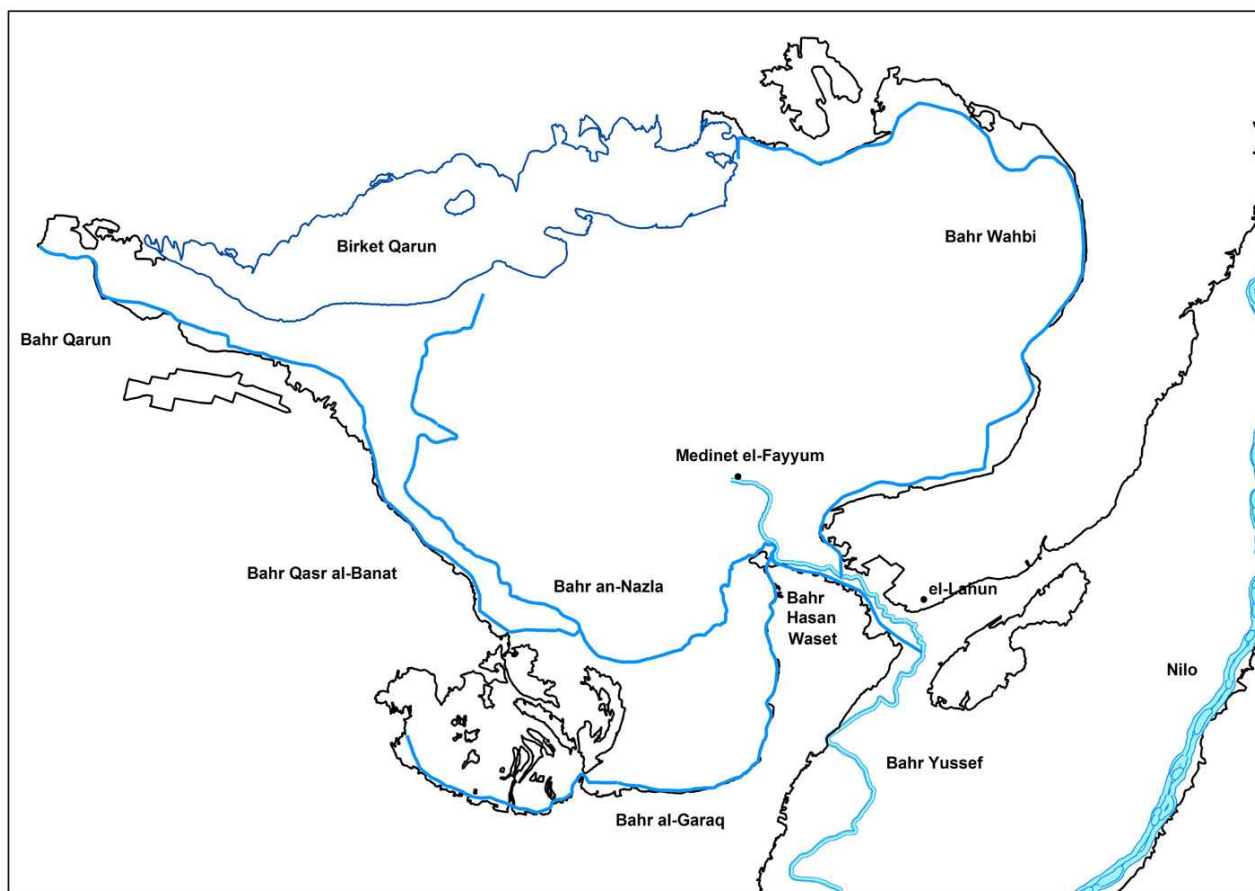 Birket Qarun
Bahr Wahbi
Bahr Qarun
Medinet el-Fayyum
Bahr Qasr al-Banat
Bahr an-Nazla
Bahr
Hasan
Waset
el-Lahun
Nilo
Bahr Yussef
Bahr al-Garaq